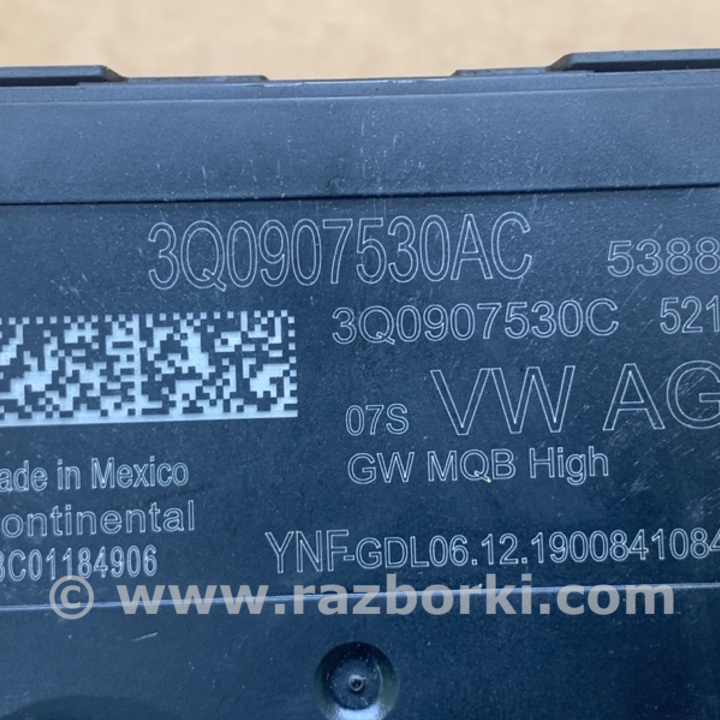 3Q0907530AC 5388
3Q0907530C 521
07S VW AG
GW MQB High
ade in Mexico
ontinental
3C01184906
YNF-GDL06.12.1900841084
© www.razborki.com